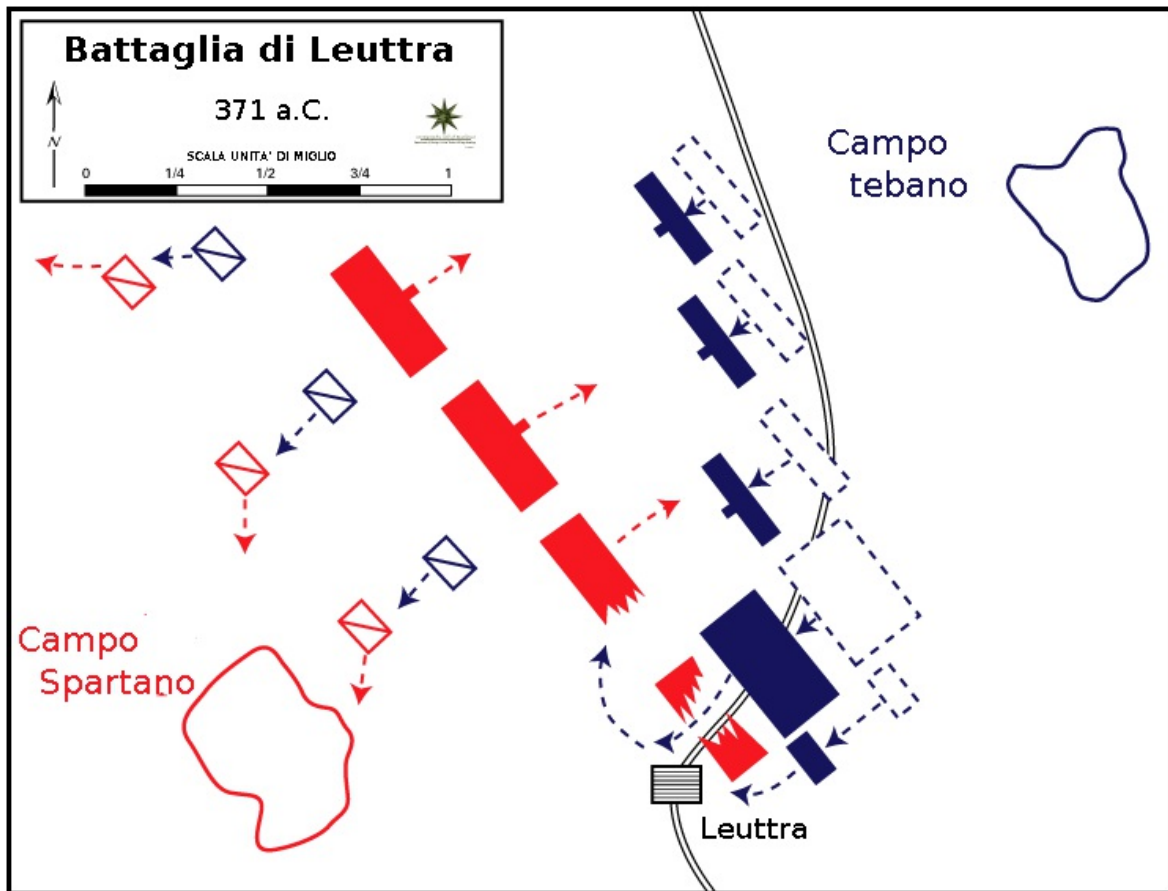 Battaglia di Leuttra
371 a.C.
N
SCALA UNITA' DI MIGLIO
0 1/4 1/2 3/4 1
Campo
tebano
Campo
Spartano
Leuttra